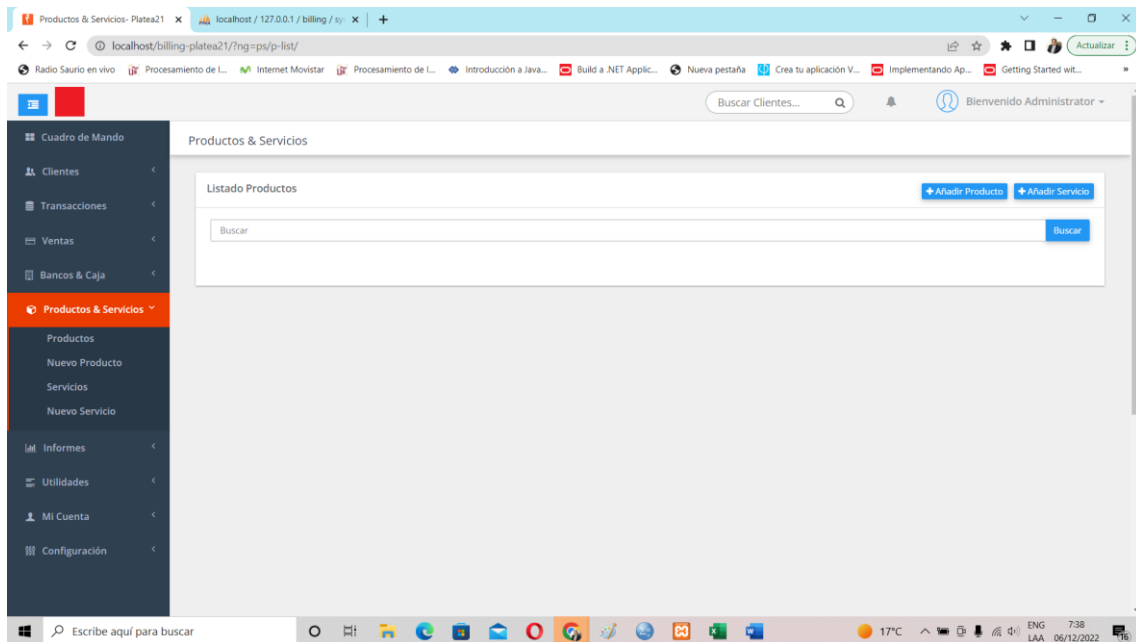 Productos & Servicios- Platea21
localhost / 127.0.0.1 / billing / sy
localhost/billing-platea21/?ng=ps/p-list/
Actualizar
Radio Saurio en vivo
Procesamiento de I...
Internet Movistar
Procesamiento de I...
Introducción a Java...
Build a .NET Applic...
Nueva pestaña
Crea tu aplicación V...
Implementando Ap...
Getting Started wit...
»
Buscar Clientes...
Bienvenido Administrator
Cuadro de Mando
Clientes
Transacciones
Ventas
Bancos & Caja
Productos & Servicios
Productos
Nuevo Producto
Servicios
Nuevo Servicio
Informes
Utilidades
Mi Cuenta
Configuración
Productos & Servicios
Listado Productos
Añadir Producto
Añadir Servicio
Buscar
Buscar
Escribe aquí para buscar
17°C
ENG
LAA
7:38
06/12/2022
16